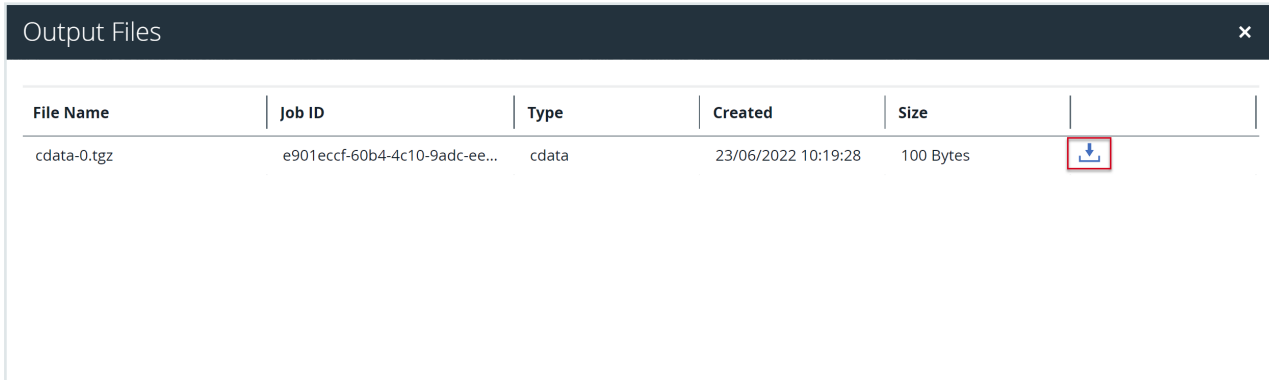 Output Files ×
File Name Job ID Type Created Size
cdata-0.tgz e901eccf-60b4-4c10-9adc-ee... cdata 23/06/2022 10:19:28 100 Bytes